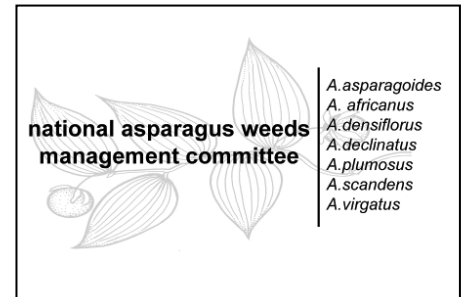 national asparagus weeds
management committee
A.asparagoides
A. africanus
A.densiflorus
A.declinatus
A.plumosus
A.scandens
A.virgatus